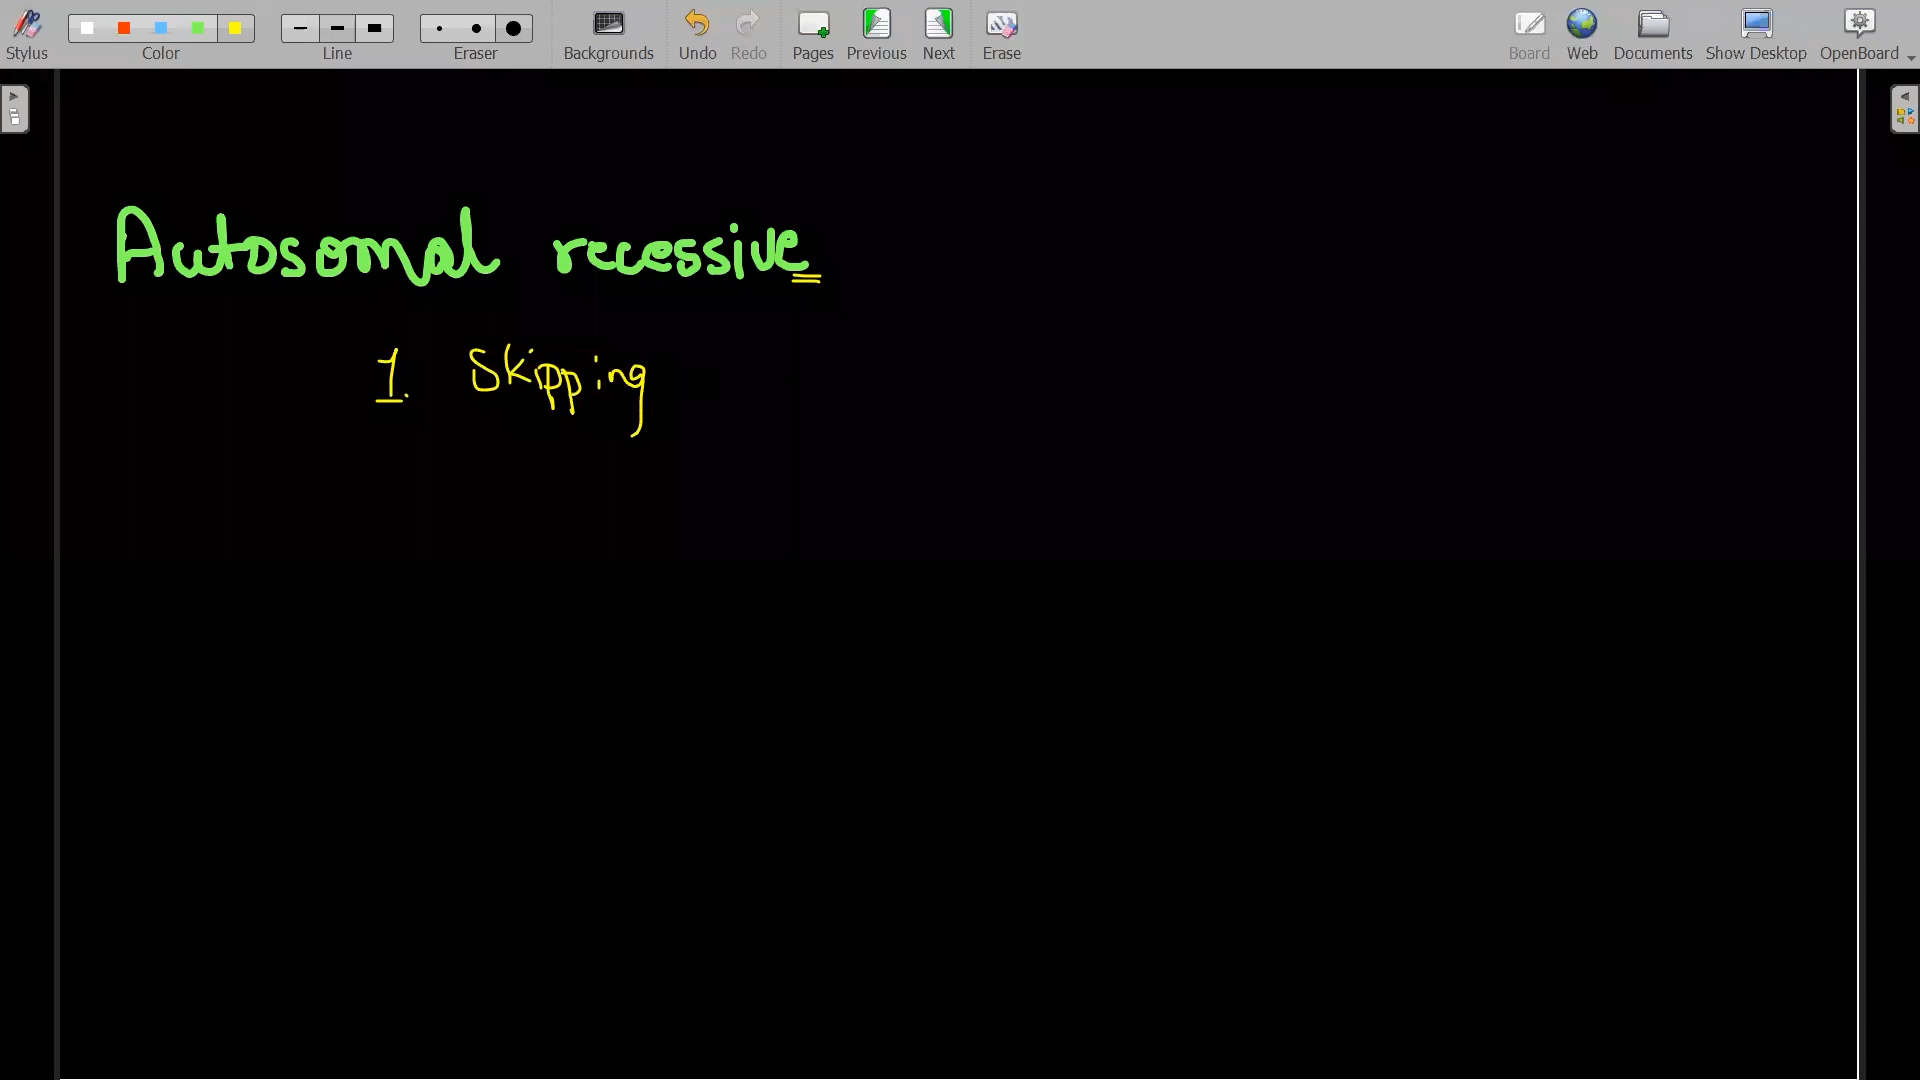 Stylus Color Line Eraser Backgrounds Undo Redo Pages Previous Next Erase Board Web Documents Show Desktop OpenBoard
Autosomal recessive
1. Skipping